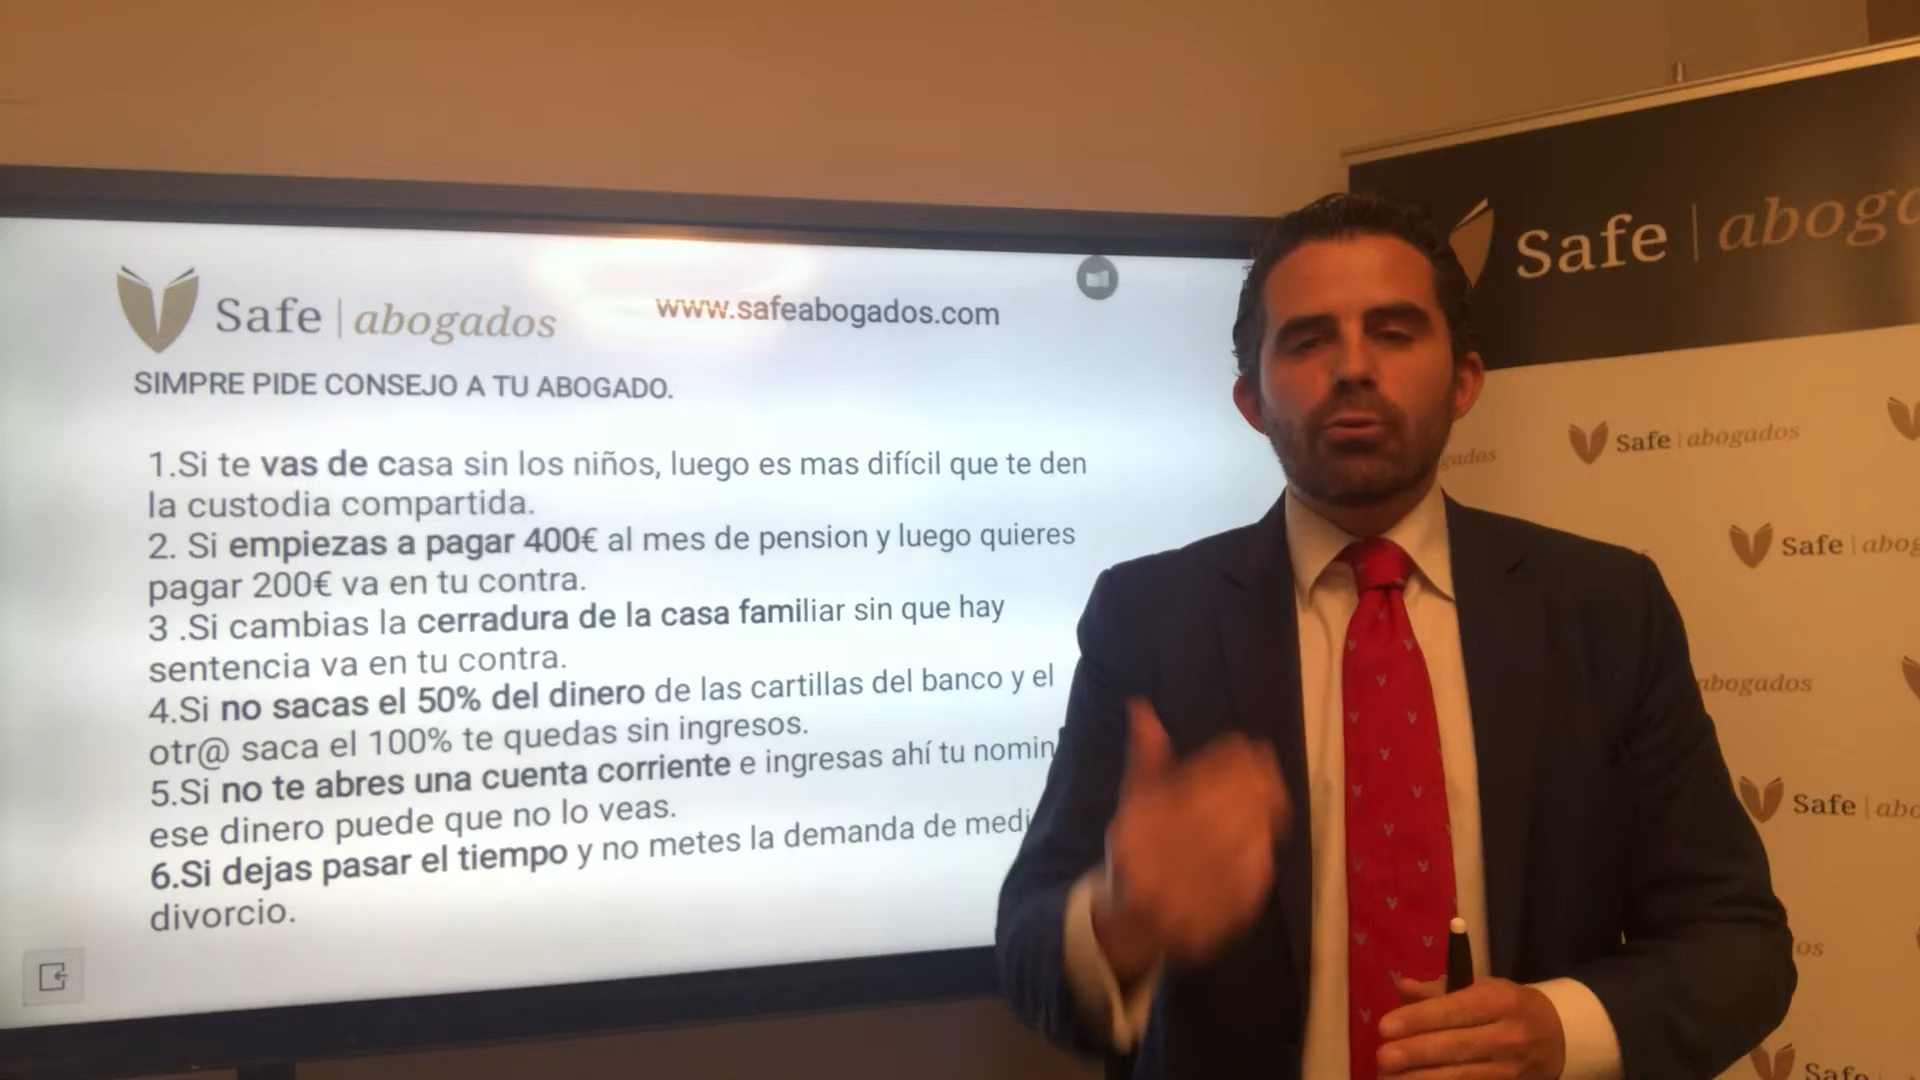 Safe | abogados
www.safeabogados.com
SIMPRE PIDE CONSEJO A TU ABOGADO.
1.Si te vas de casa sin los niños, luego es mas difícil que te den
la custodia compartida.
2. Si empiezas a pagar 400€ al mes de pension y luego quieres
pagar 200€ va en tu contra.
3 .Si cambias la cerradura de la casa familiar sin que hay
sentencia va en tu contra.
4.Si no sacas el 50% del dinero de las cartillas del banco y el
otr@ saca el 100% te quedas sin ingresos.
5.Si no te abres una cuenta corriente e ingresas ahí tu nomin
ese dinero puede que no lo veas.
6.Si dejas pasar el tiempo y no metes la demanda de medi
divorcio.
Safe | aboga
gados
Safe | abogados
Safe | abog
abogados
Safe | abo
os
Safe